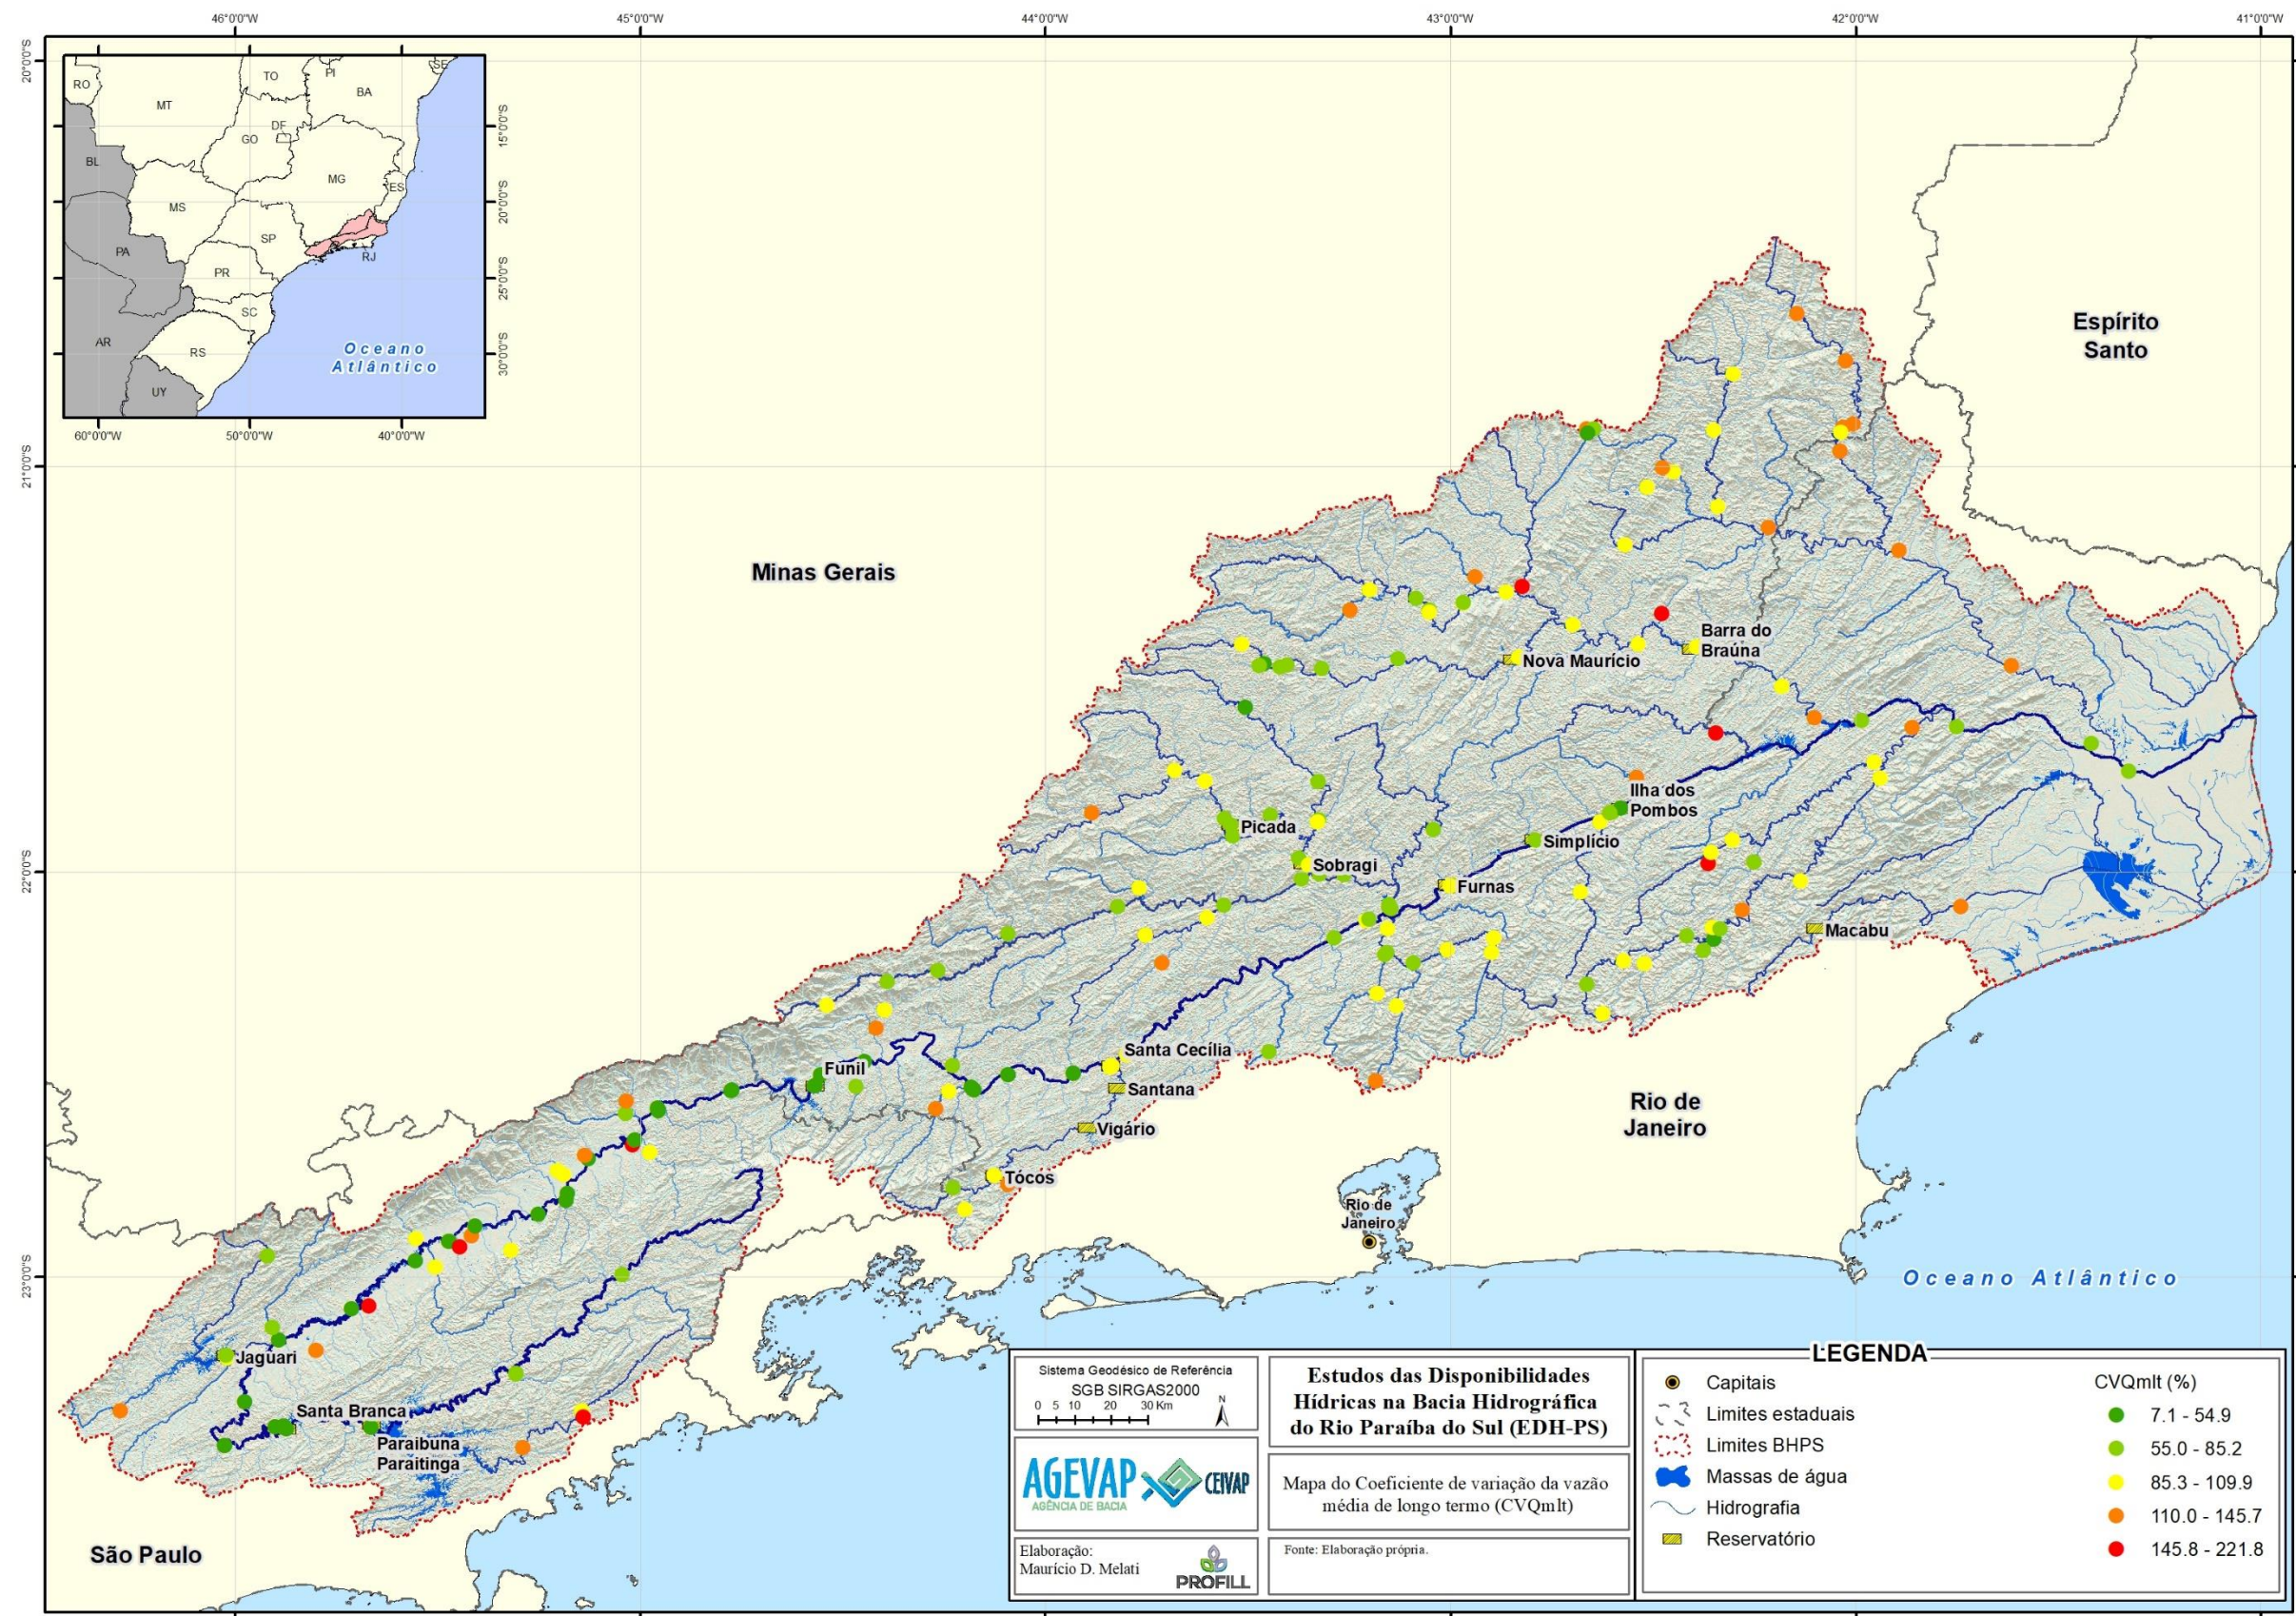 46°0'0"W
45°0'0"W
44°0'0"W
43°0'0"W
42°0'0"W
41°0'0"W
20°0'0"S
21°0'0"S
22°0'0"S
23°0'0"S
RO
TO
PI
SE
MT
BA
DF
GO
BL
MG
ES
MS
PA
SP
RJ
PR
SC
AR
RS
UY
Oceano
Atlântico
15°0'0"S
20°0'0"S
25°0'0"S
30°0'0"S
60°0'0"W
50°0'0"W
40°0'0"W
Espírito
Santo
Minas Gerais
Barra do
Braúna
Nova Maurício
Ilha dos
Pombos
Picada
Simplício
Sobragi
Furnas
Macabu
Santa Cecília
Funil
Santana
Vigário
Rio de
Janeiro
Tócos
Rio de
Janeiro
Oceano Atlântico
Jaguari
Santa Branca
Paraibuna
Paraitinga
São Paulo
Sistema Geodésico de Referência
SGB SIRGAS2000
0 5 10 20 30 Km
N
AGEVAP
AGÊNCIA DE BACIA
CEIVAP
Elaboração:
Maurício D. Melati
PROFILL
Estudos das Disponibilidades
Hídricas na Bacia Hidrográfica
do Rio Paraíba do Sul (EDH-PS)
Mapa do Coeficiente de variação da vazão
média de longo termo (CVQmlt)
Fonte: Elaboração própria.
LEGENDA
Capitais
Limites estaduais
Limites BHPS
Massas de água
Hidrografia
Reservatório
CVQmlt (%)
7.1 - 54.9
55.0 - 85.2
85.3 - 109.9
110.0 - 145.7
145.8 - 221.8